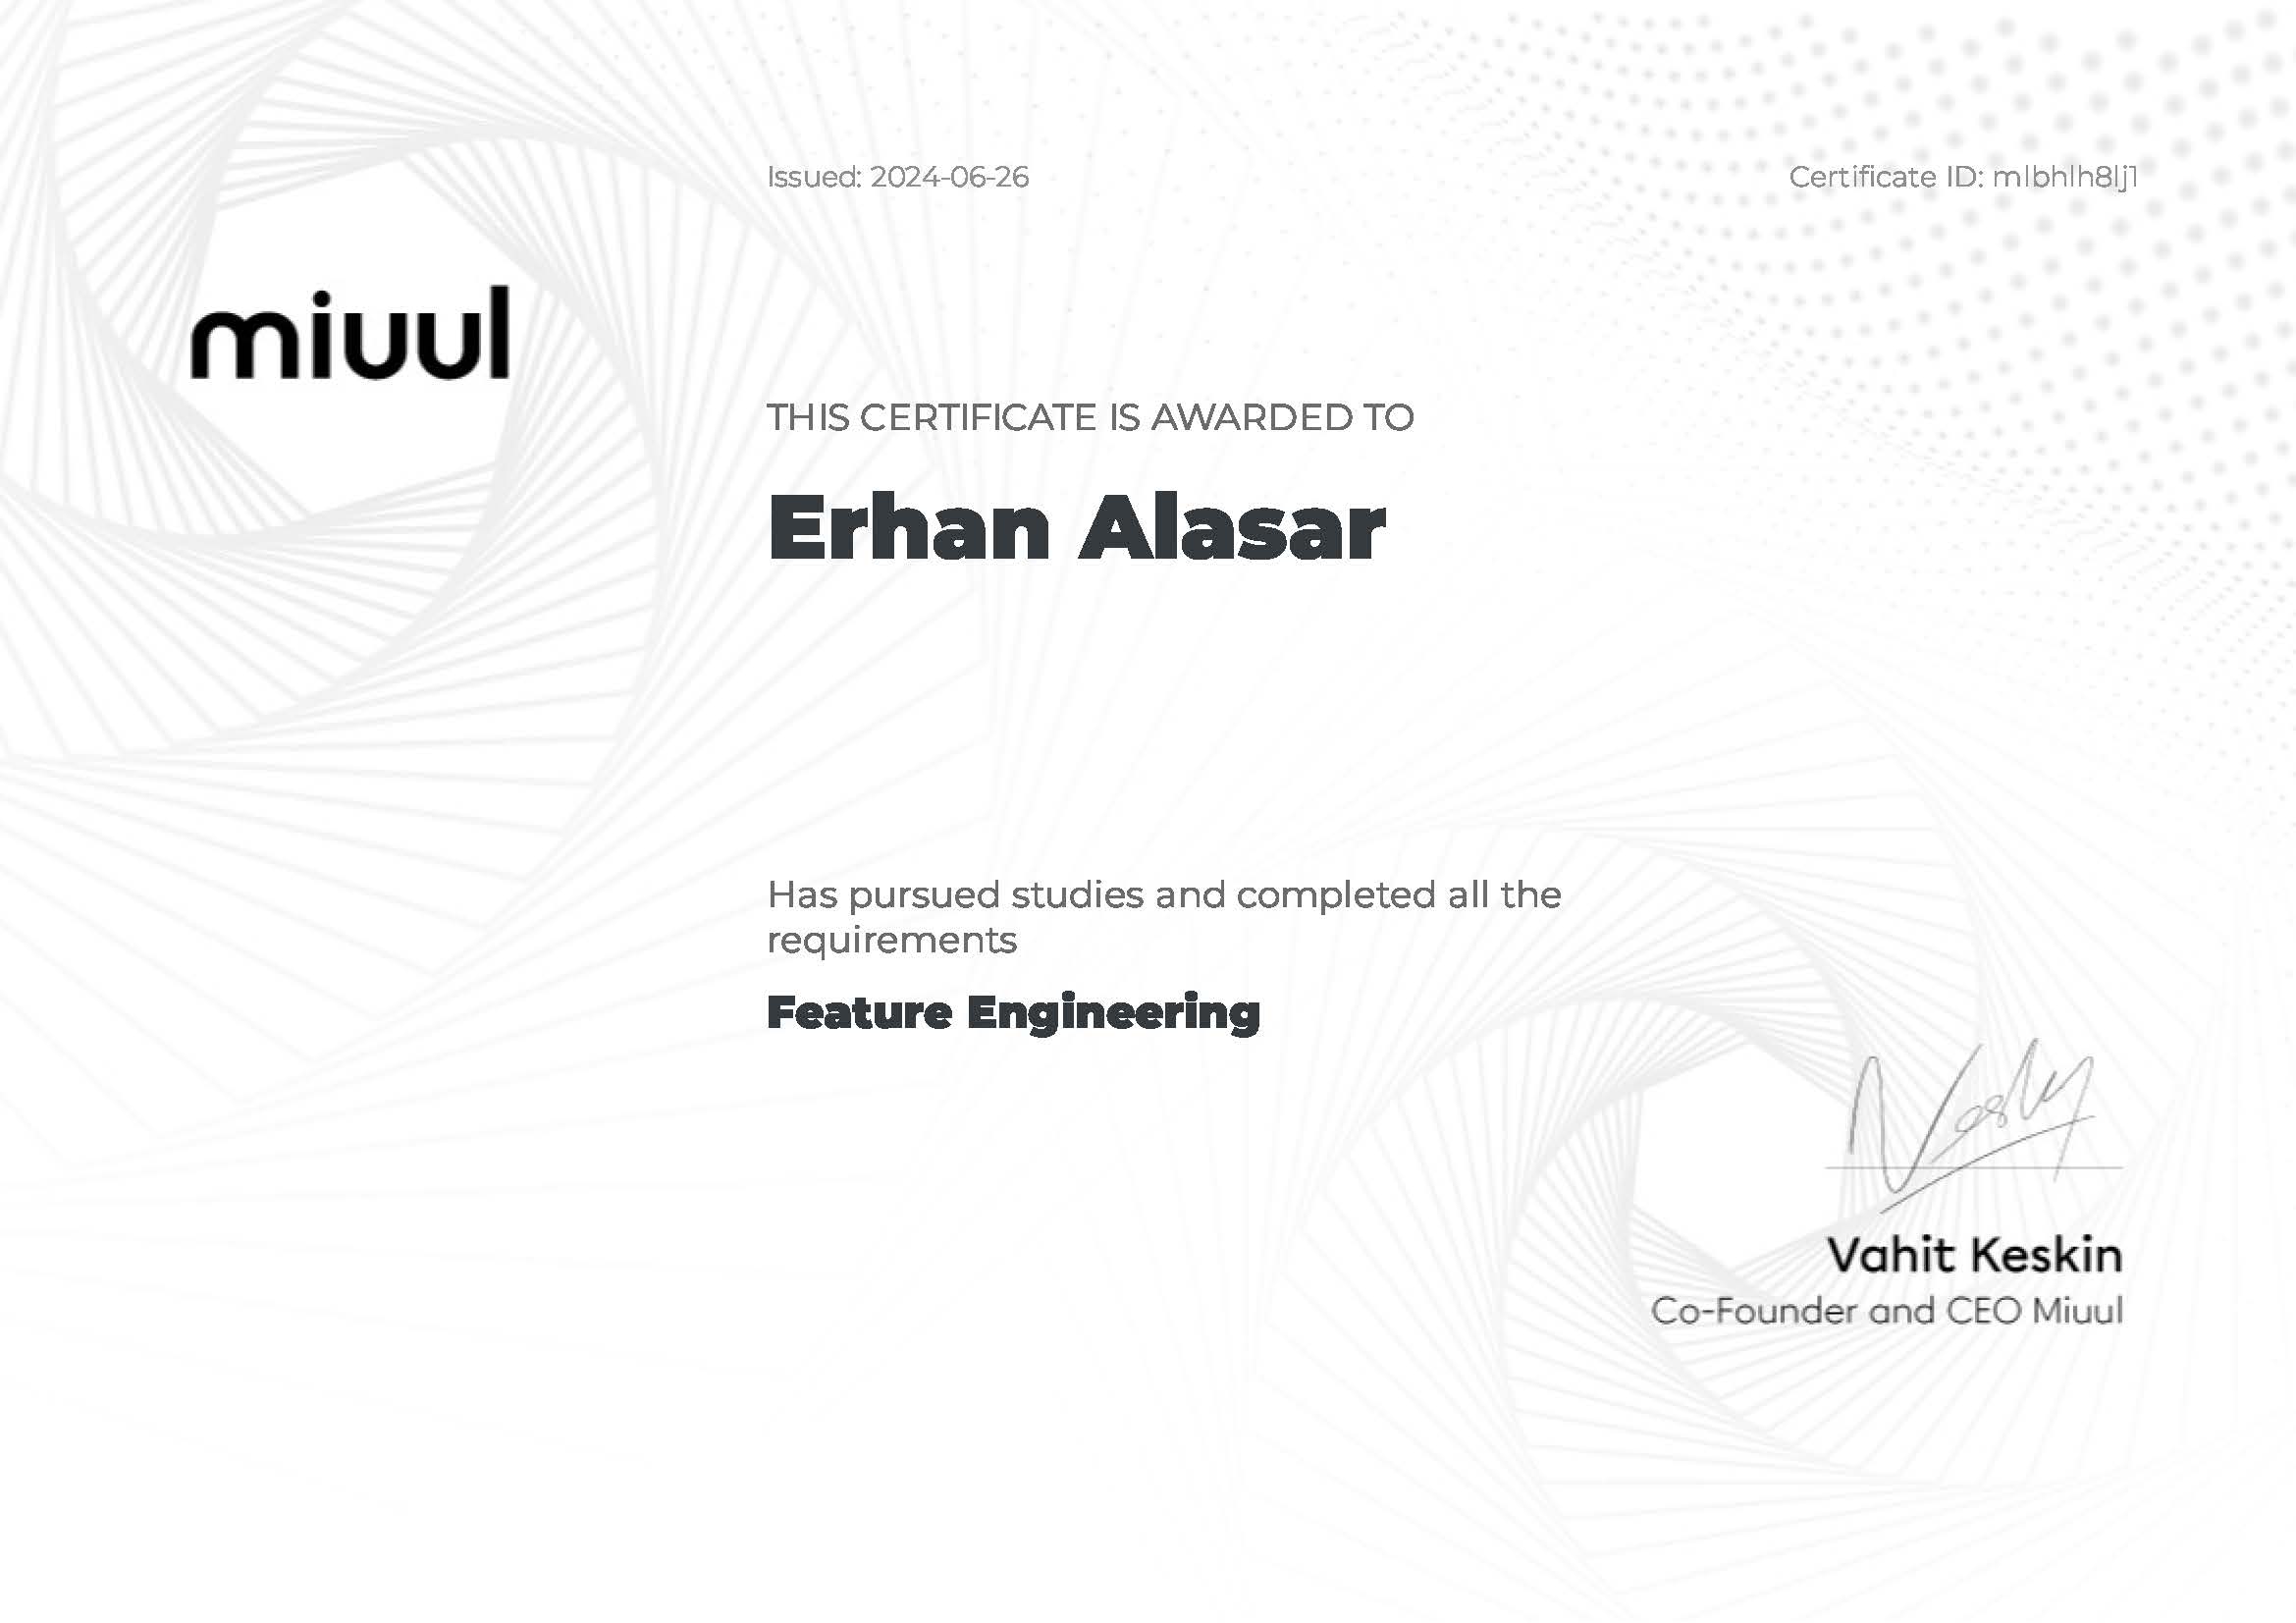 Issued: 2024-06-26
Certificate ID: mlbhlh8lj1
miuul
THIS CERTIFICATE IS AWARDED TO
Erhan Alasar
Has pursued studies and completed all the
requirements
Feature Engineering
Vahit Keskin
Co-Founder and CEO Miuul